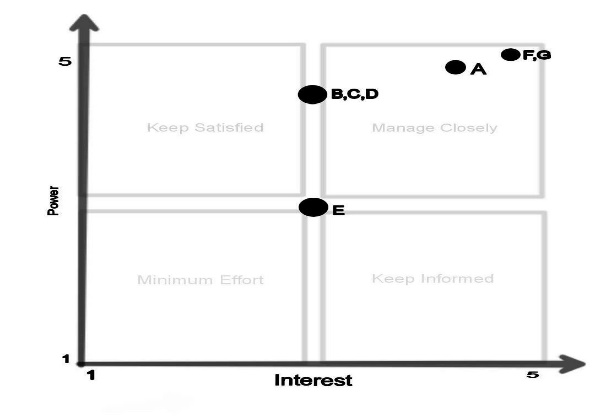 5
F,G
A
B,C,D
Keep Satisfied
Manage Closely
Power
E
Minimum Effort
Keep Informed
1
1
Interest
5